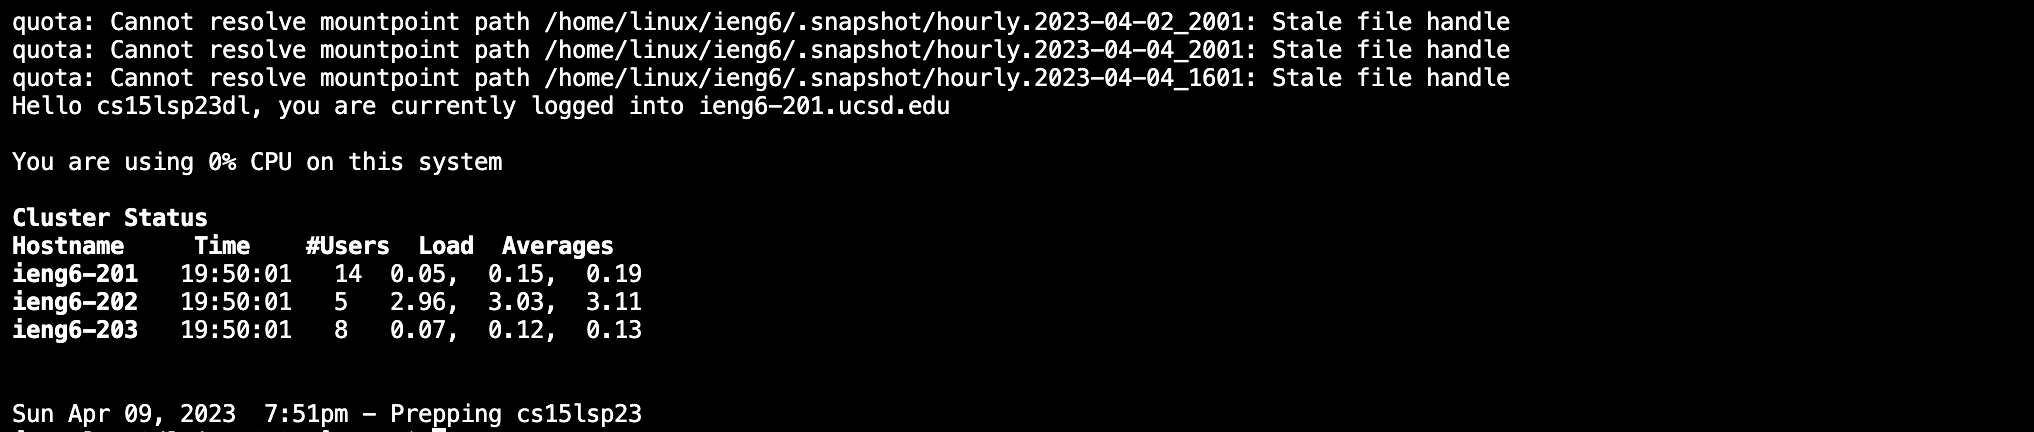 quota: Cannot resolve mountpoint path /home/linux/ieng6/.snapshot/hourly.2023-04-02_2001: Stale file handle
quota: Cannot resolve mountpoint path /home/linux/ieng6/.snapshot/hourly.2023-04-04_2001: Stale file handle
quota: Cannot resolve mountpoint path /home/linux/ieng6/.snapshot/hourly.2023-04-04_1601: Stale file handle
Hello cs15lsp23dl, you are currently logged into ieng6-201.ucsd.edu
You are using 0% CPU on this system
Cluster Status
Hostname     Time    #Users  Load  Averages
ieng6-201   19:50:01   14  0.05,  0.15,  0.19
ieng6-202   19:50:01   5   2.96,  3.03,  3.11
ieng6-203   19:50:01   8   0.07,  0.12,  0.13
Sun Apr 09, 2023  7:51pm - Prepping cs15lsp23